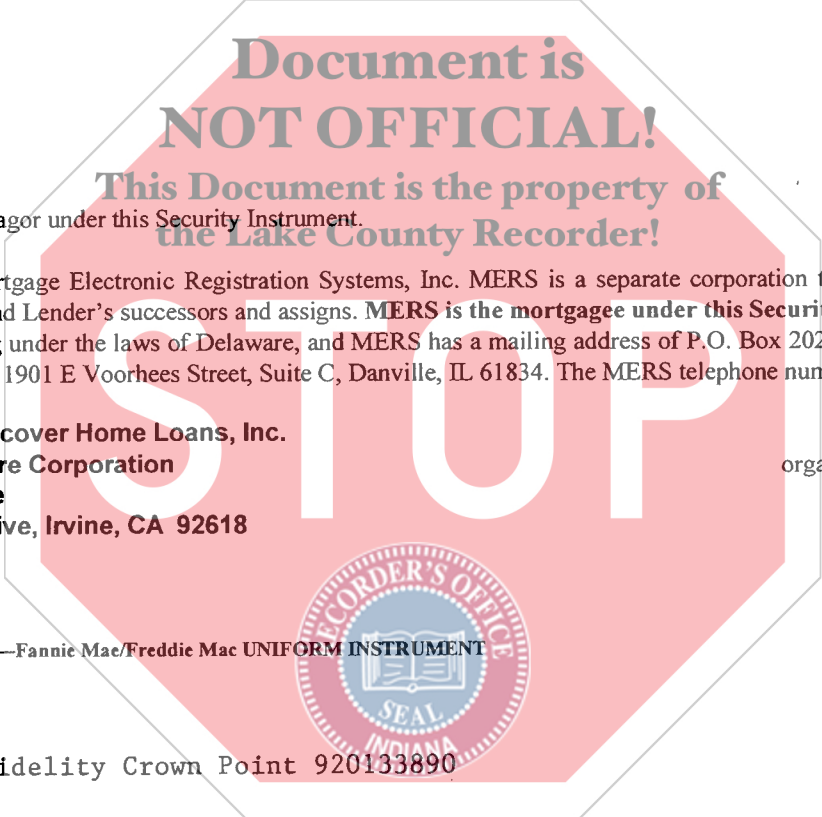 Document is
NOT OFFICIAL!
This Document is the property of
the Lake County Recorder!
agor under this Security Instrument.
rtgage Electronic Registration Systems, Inc. MERS is a separate corporation t
d Lender's successors and assigns. MERS is the mortgagee under this Securi
under the laws of Delaware, and MERS has a mailing address of P.O. Box 202
1901 E Voorhees Street, Suite C, Danville, IL 61834. The MERS telephone num
STOP
cover Home Loans, Inc.
re Corporation orga
e
ive, Irvine, CA 92618
RECORDER'S OFFICE
—Fannie Mae/Freddie Mac UNIFORM INSTRUMENT
SEAL
INDIANA
idelity Crown Point 920133890